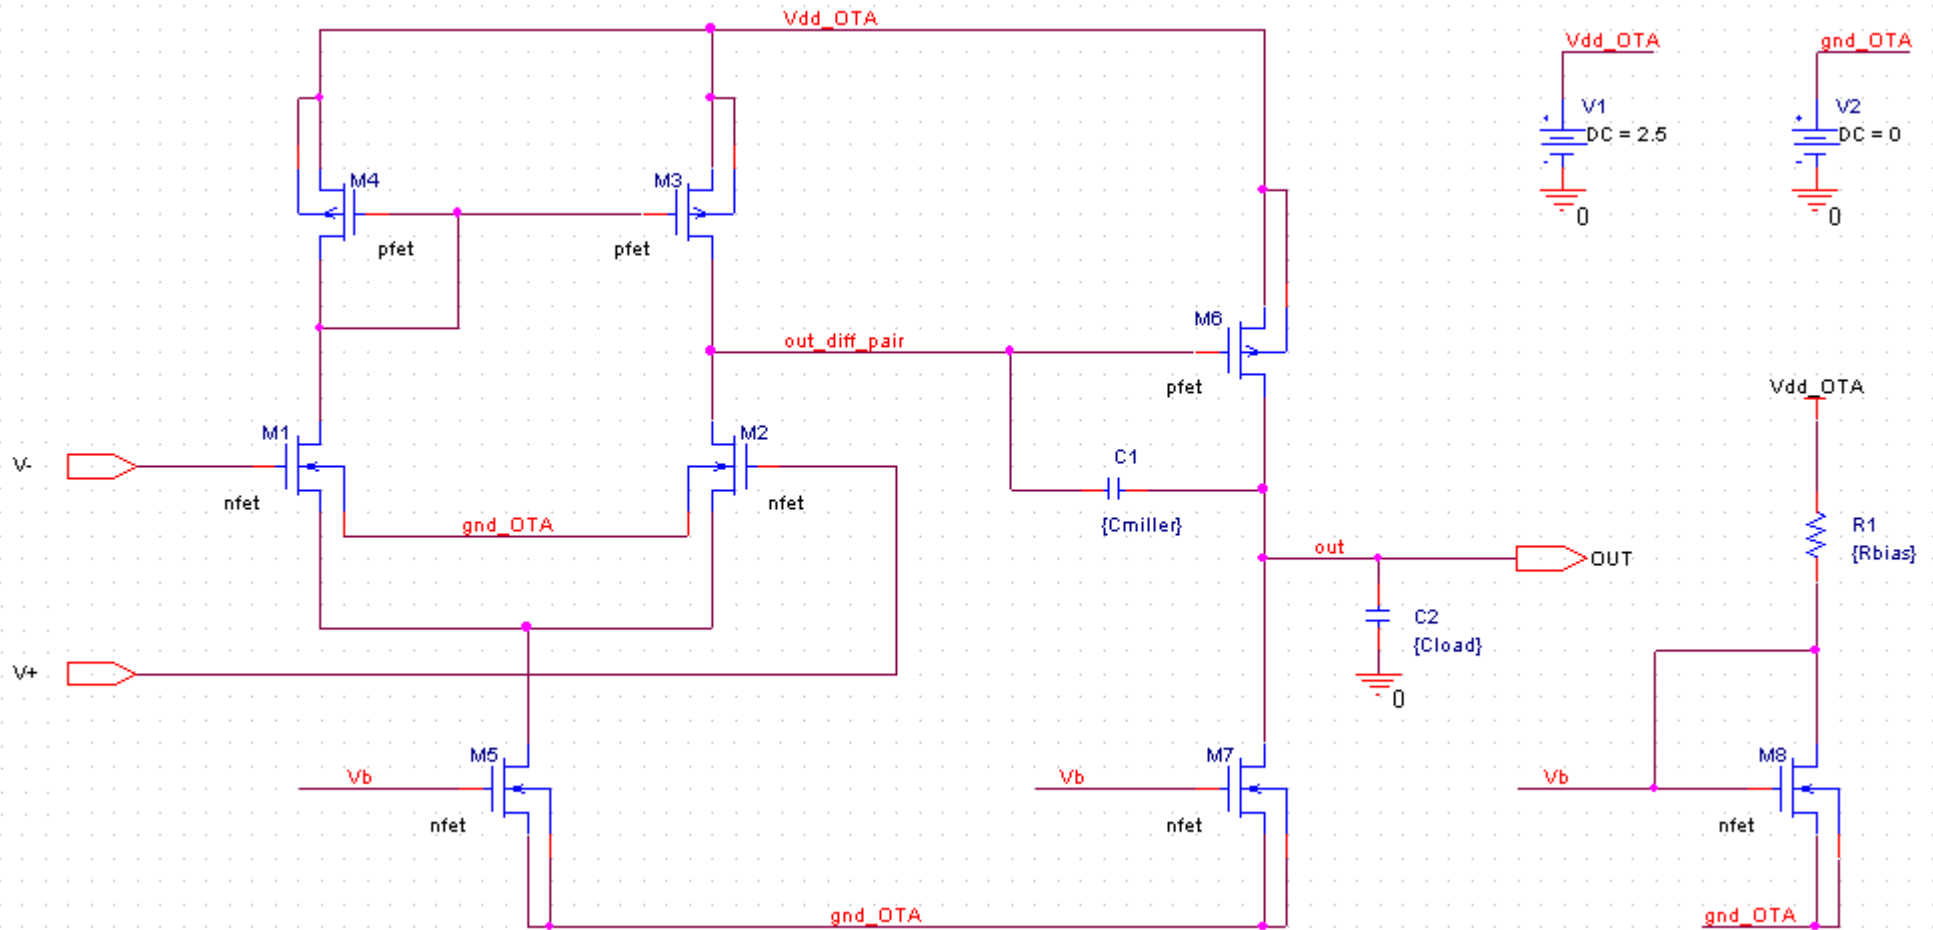 Vdd_OTA
Vdd_OTA
gnd_OTA
V1
DC = 2.5
V2
DC = 0
0
0
M4
M3
pfet
pfet
M6
out_diff_pair
pfet
Vdd_OTA
M1
M2
V-
nfet
nfet
gnd_OTA
C1
{Cmiller}
R1
{Rbias}
out
OUT
C2
{Cload}
0
V+
M5
M7
M8
Vb
Vb
Vb
nfet
nfet
nfet
gnd_OTA
gnd_OTA